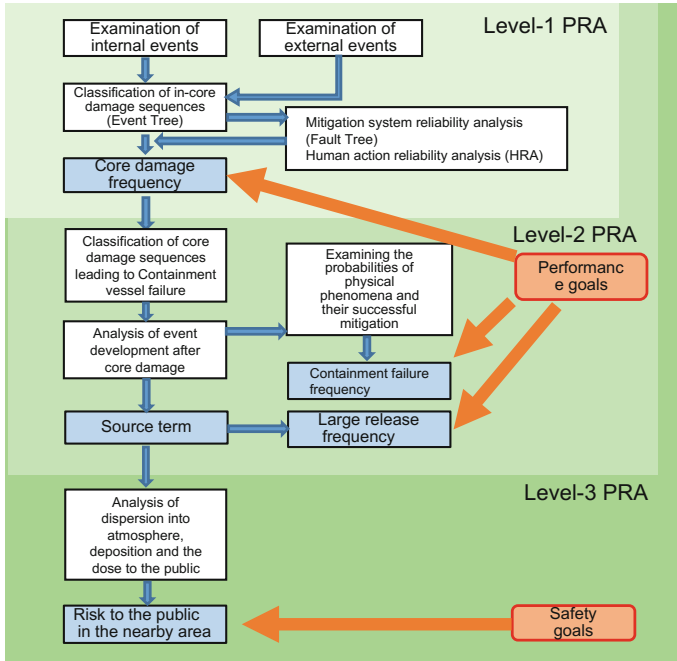 Examination of
internal events
Examination of
external events
Level-1 PRA
Classification of in-core
damage sequences
(Event Tree)
Mitigation system reliability analysis
(Fault Tree)
Human action reliability analysis (HRA)
Core damage
frequency
Level-2 PRA
Classification of core
damage sequences
leading to Containment
vessel failure
Examining the
probabilities of
physical
phenomena and
their successful
mitigation
Performanc
e goals
Analysis of event
development after
core damage
Containment failure
frequency
Source term
Large release
frequency
Level-3 PRA
Analysis of
dispersion into
atmosphere,
deposition and the
dose to the public
Risk to the public
in the nearby area
Safety
goals